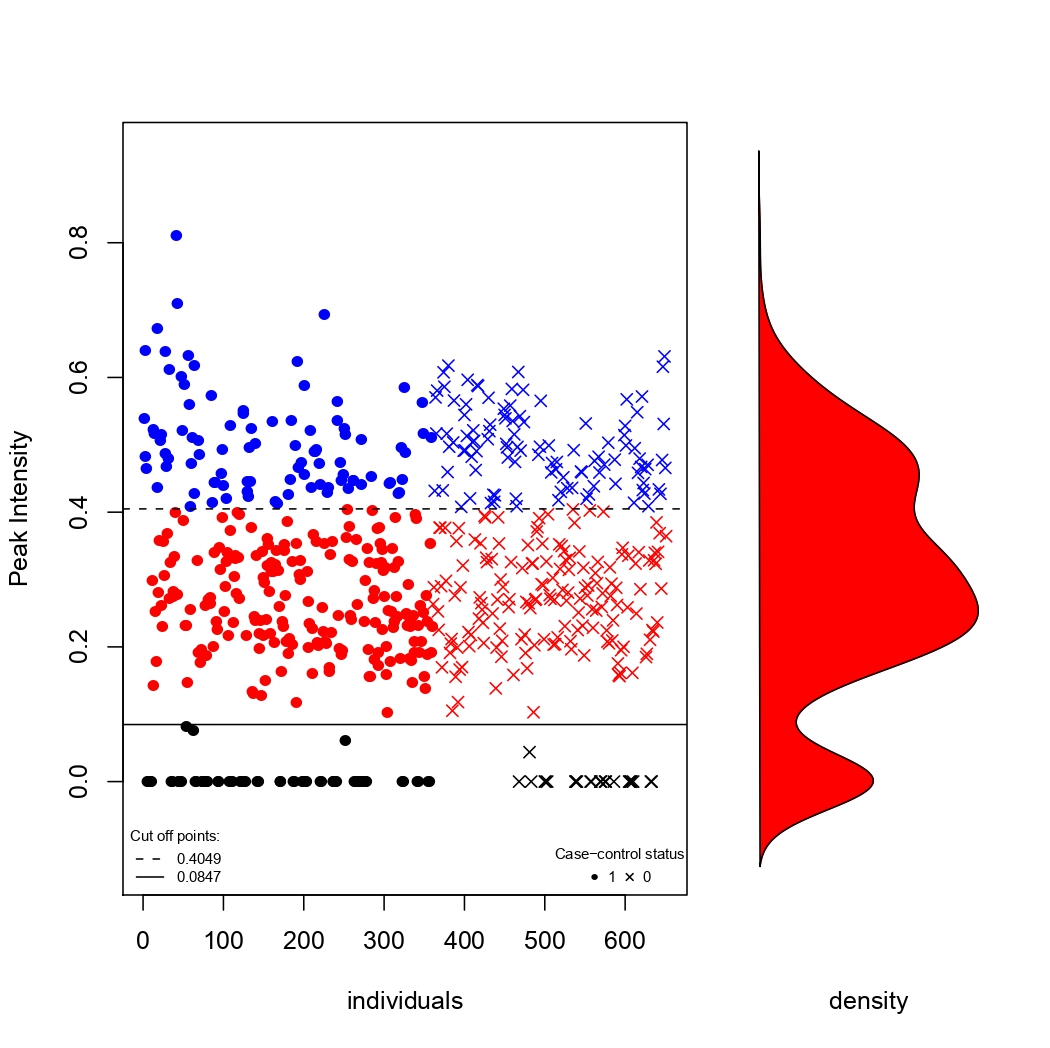 Peak Intensity
0.8
0.6
0.4
0.2
0.0
Cut off points:
0.4049
0.0847
Case−control status
1 0
0 100 200 300 400 500 600
individuals
density